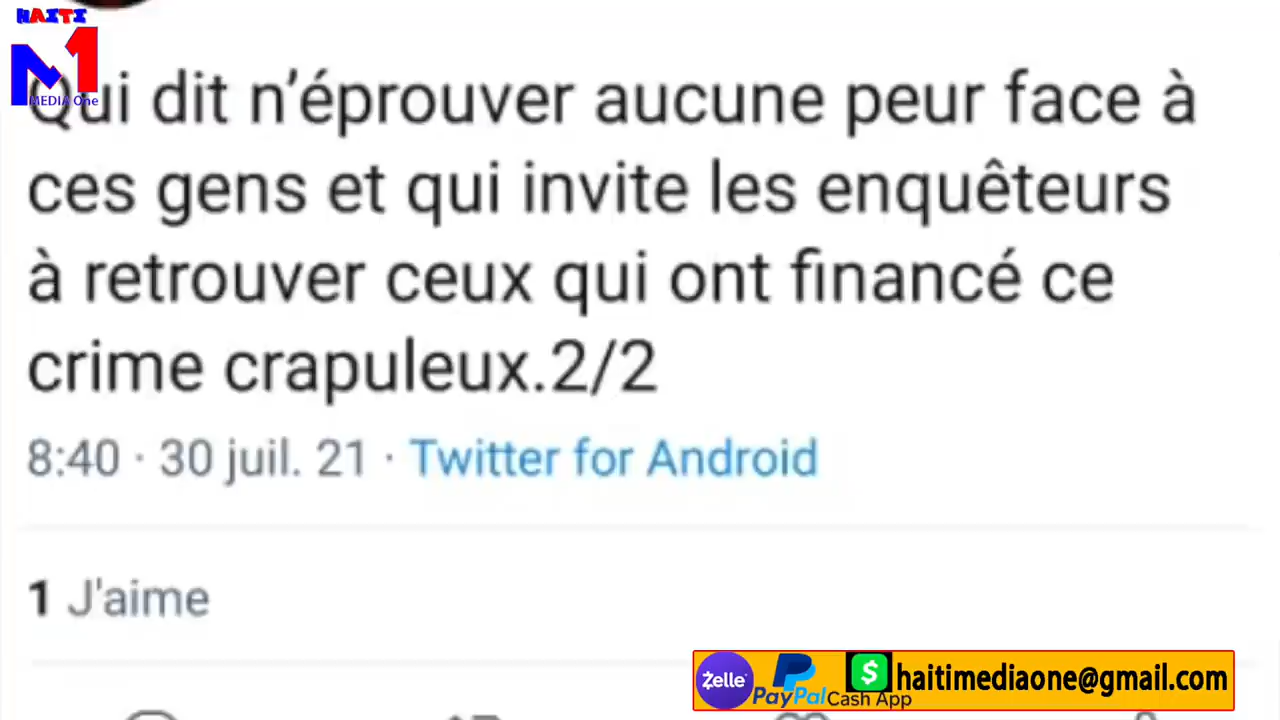 HAITI
M1
MEDIA One
Qui dit n’éprouver aucune peur face à
ces gens et qui invite les enquêteurs
à retrouver ceux qui ont financé ce
crime crapuleux.2/2
8:40 · 30 juil. 21 · Twitter for Android
1 J'aime
Zelle
PayPal
$
Cash App
haitimediaone@gmail.com